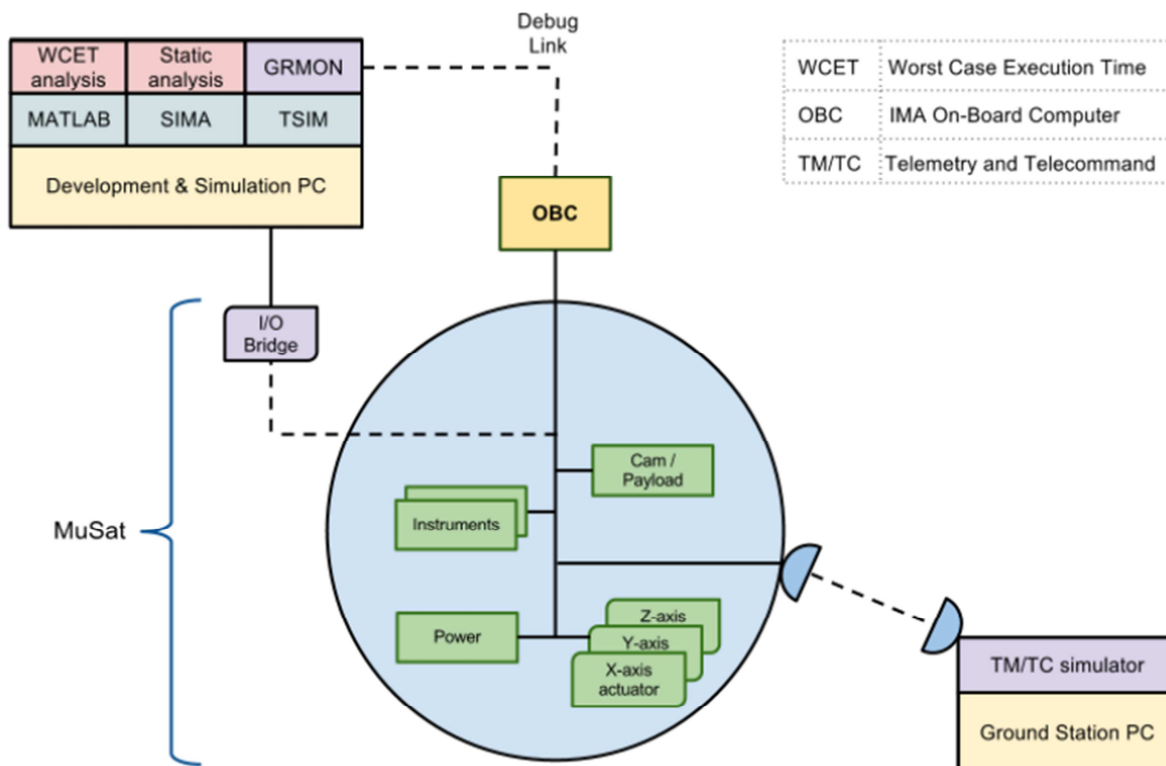 Debug
Link
WCET
analysis
Static
analysis
GRMON
MATLAB
SIMA
TSIM
Development & Simulation PC
WCET Worst Case Execution Time
OBC IMA On-Board Computer
TM/TC Telemetry and Telecommand
OBC
I/O
Bridge
Cam /
Payload
Instruments
MuSat
Power
Z-axis
Y-axis
X-axis
actuator
TM/TC simulator
Ground Station PC